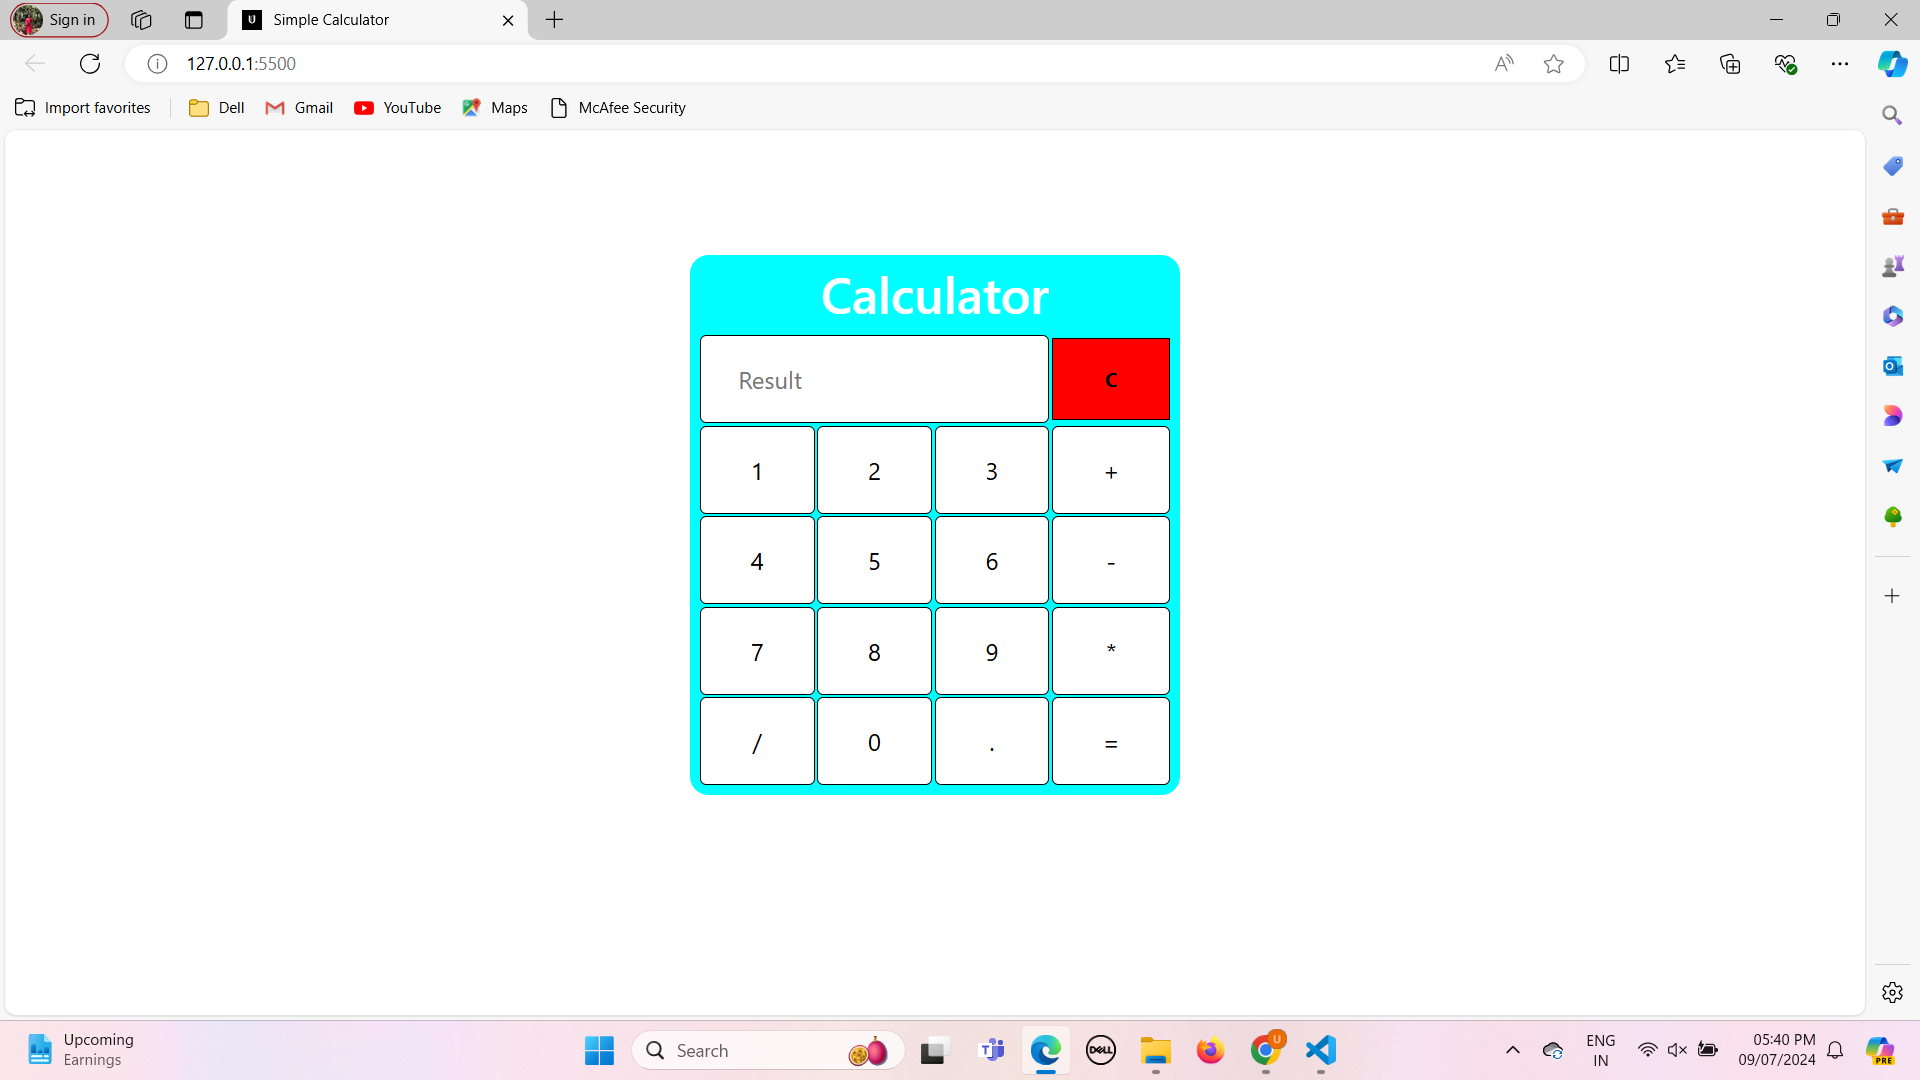 Sign in
U Simple Calculator
127.0.0.1:5500
Import favorites Dell Gmail YouTube Maps McAfee Security
Calculator
Result C
1 2 3 +
4 5 6 -
7 8 9 *
/ 0 . =
Upcoming
Earnings
Search
DELL
U
ENG
IN
05:40 PM
09/07/2024
PRE